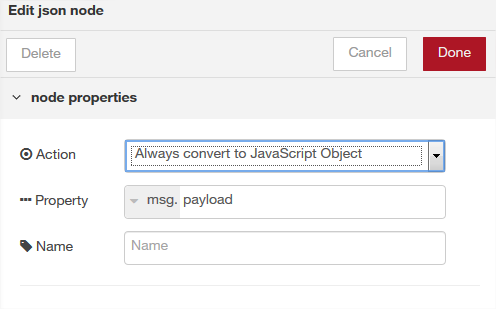 Edit json node
Delete Cancel Done
node properties
Action Always convert to JavaScript Object
Property msg. payload
Name Name